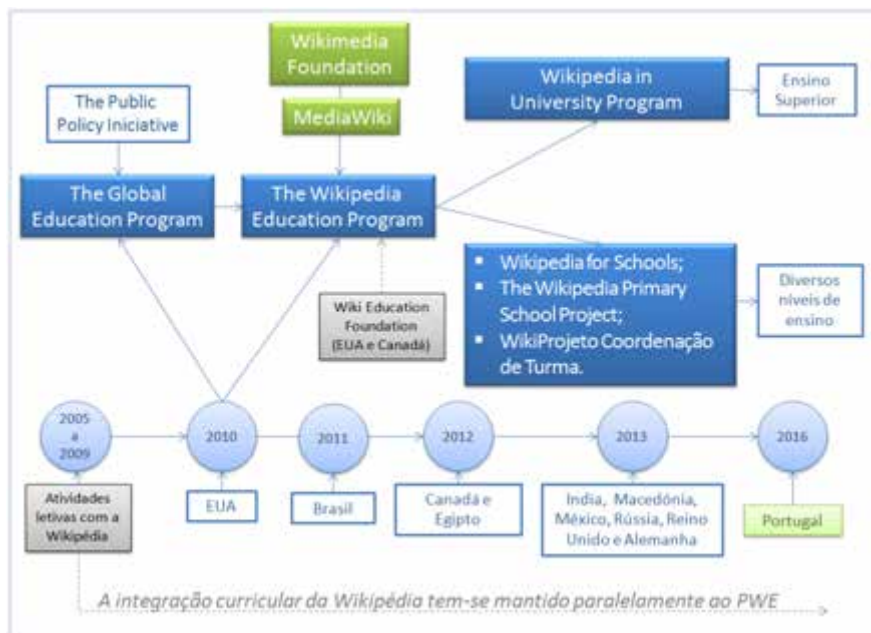 Wikimedia
Foundation
MediaWiki
The Public
Policy Iniciative
The Global
Education Program
The Wikipedia
Education Program
Wikipedia in
University Program
Ensino
Superior
Wiki Education
Foundation
(EUA e Canadá)
▪ Wikipedia for Schools;
▪ The Wikipedia Primary
School Project;
▪ WikiProjeto Coordenação
de Turma.
Diversos
níveis de
ensino
2005
a
2009
2010
2011
2012
2013
2016
Atividades
letivas com a
Wikipédia
EUA
Brasil
Canadá e
Egipto
Índia, Macedónia,
México, Rússia, Reino
Unido e Alemanha
Portugal
A integração curricular da Wikipédia tem-se mantido paralelamente ao PWE